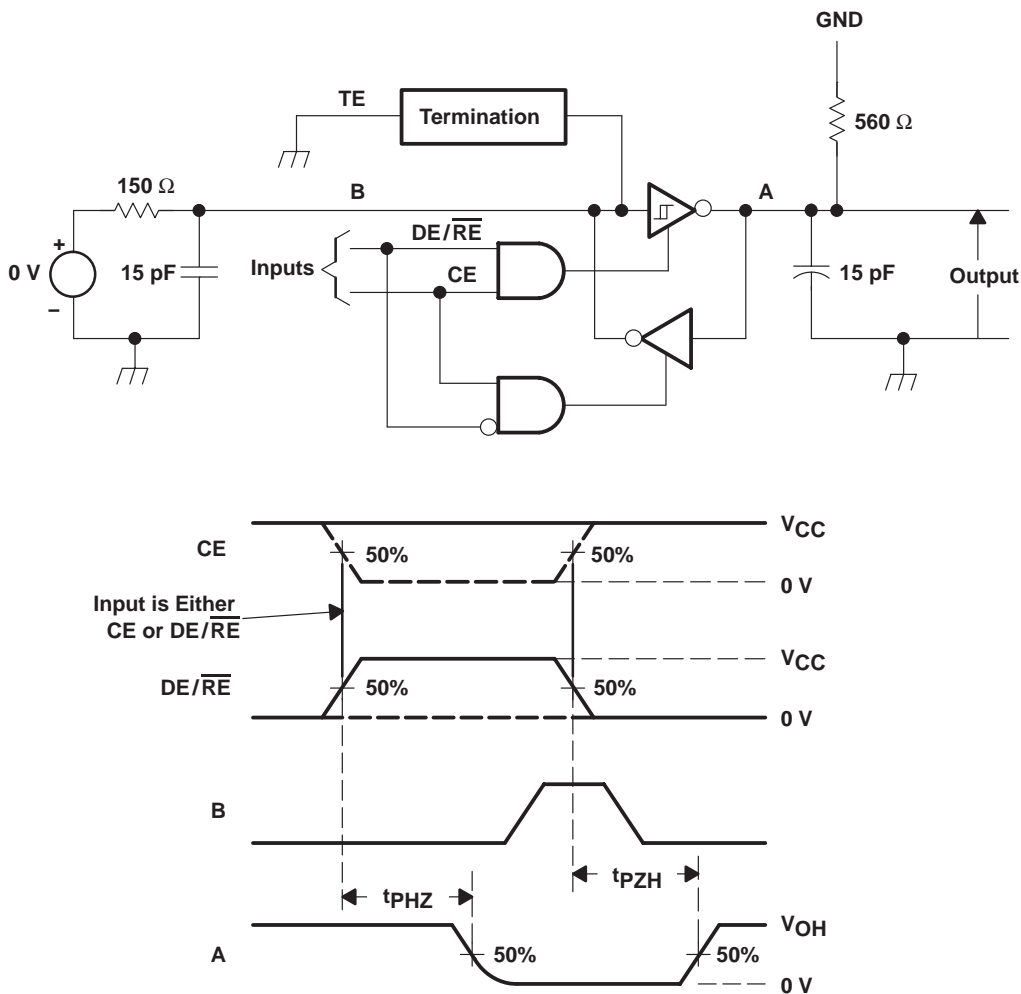 GND
TE
Termination
560 Ω
150 Ω
B
A
DE/RE
0 V
+
−
15 pF
Inputs
CE
15 pF
Output
VCC
CE
50%
50%
0 V
Input is Either
CE or DE/RE
VCC
DE/RE
50%
50%
0 V
B
tPHZ
tPZH
VOH
A
50%
50%
0 V